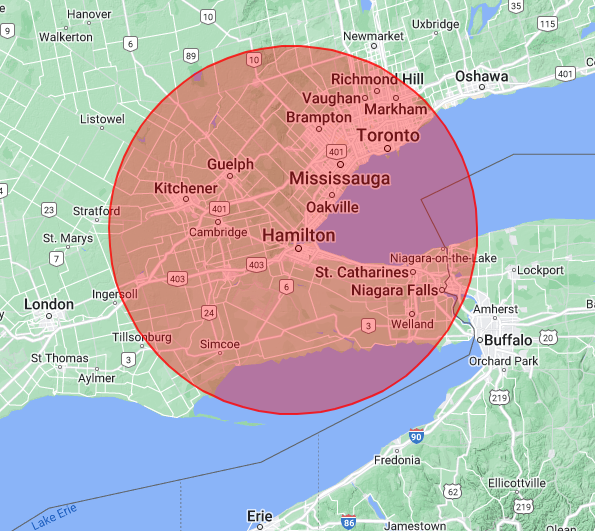 Hanover
10
35
Uxbridge
115
9
Walkerton
6
Newmarket
89
10
Richmond Hill
Oshawa
401
Vaughan
Markham
Listowel
Brampton
Toronto
401
Guelph
Mississauga
Kitchener
Oakville
23
Stratford
401
Cambridge
Hamilton
St. Marys
7
Niagara-on-the-Lake
403
St. Catharines
Lockport
403
6
Niagara Falls
Ingersoll
London
24
Amherst
3
Welland
Tillsonburg
Simcoe
Buffalo
20
St Thomas
3
Orchard Park
Aylmer
219
90
Fredonia
Ellicottville
62
219
Lake Erie
Erie
86
Jamestown
Olean